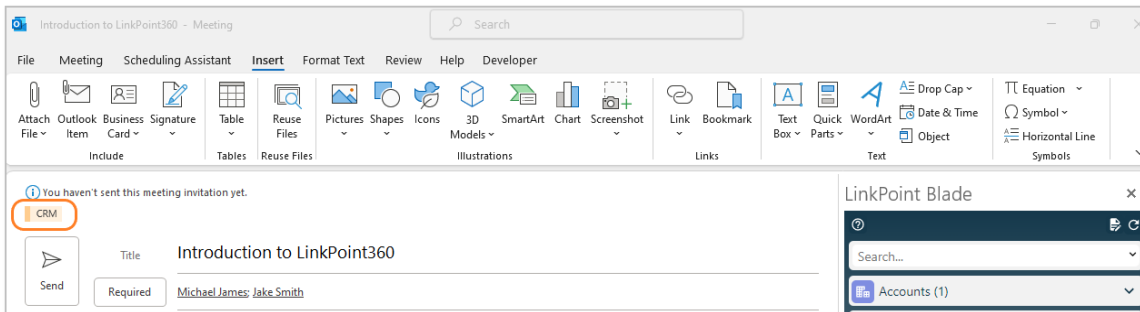 Introduction to LinkPoint360 - Meeting
Search
File Meeting Scheduling Assistant Insert Format Text Review Help Developer
Attach File
Outlook Item
Business Card
Signature
Table
Reuse Files
Pictures
Shapes
Icons
3D Models
SmartArt
Chart
Screenshot
Link
Bookmark
Text Box
Quick Parts
WordArt
Drop Cap
Date & Time
Object
Equation
Symbol
Horizontal Line
Include Tables Reuse Files Illustrations Links Text Symbols
You haven't sent this meeting invitation yet.
CRM
Send
Title Introduction to LinkPoint360
Required Michael James; Jake Smith
LinkPoint Blade
Search...
Accounts (1)